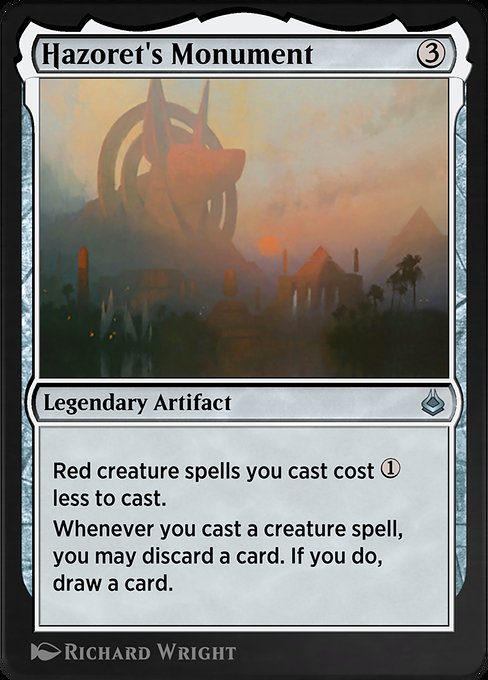 Hazoret's Monument 3
Legendary Artifact
Red creature spells you cast cost 1
less to cast.
Whenever you cast a creature spell,
you may discard a card. If you do,
draw a card.
Richard Wright